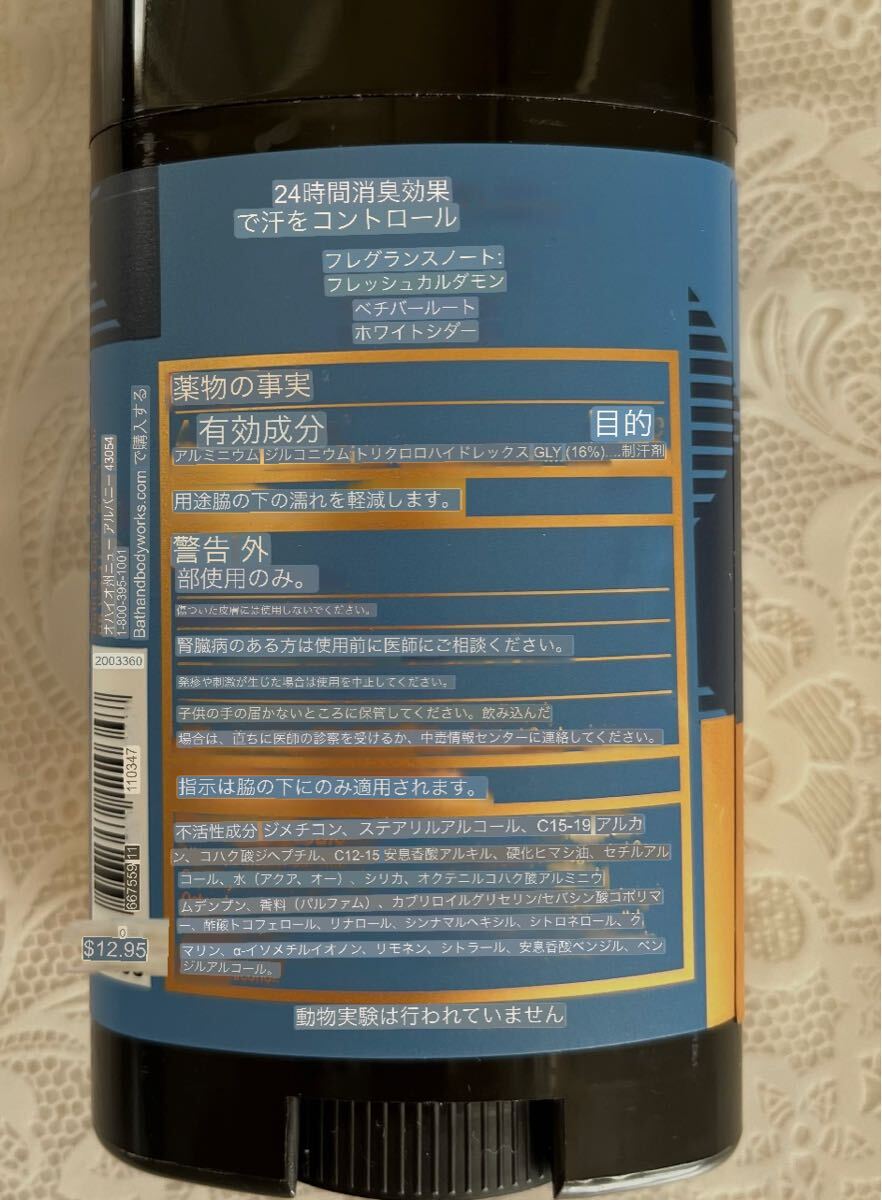 24時間消臭効果
で汗をコントロール
フレグランスノート:
フレッシュカルダモン
ベチバールート
ホワイトシダー
薬物の事実
有効成分
目的
アルミニウム ジルコニウム トリクロロハイドレックス GLY (16%)....制汗剤
用途脇の下の濡れを軽減します。
警告 外
部使用のみ。
傷ついた皮膚には使用しないでください。
腎臓病のある方は使用前に医師にご相談ください。
発疹や刺激が生じた場合は使用を中止してください。
子供の手の届かないところに保管してください。飲み込んだ
場合は、直ちに医師の診察を受けるか、中毒情報センターに連絡してください。
指示は脇の下にのみ適用されます。
不活性成分 ジメチコン、ステアリルアルコール、C15-19 アルカ
ン、コハク酸ジヘプチル、C12-15 安息香酸アルキル、硬化ヒマシ油、セチルアル
コール、水（アクア、オー）、シリカ、オクテニルコハク酸アルミニウ
ムデンプン、香料（パルファム）、カプリロイルグリセリン/セバシン酸コポリマ
ー、酢酸トコフェロール、リナロール、シンナマルヘキシル、シトロネロール、ク
マリン、α-イソメチルイオノン、リモネン、シトラール、安息香酸ベンジル、ベン
ジルアルコール。
動物実験は行われていません
オハイオ州ニュー アルバニー 43054
1-800-395-1001
Bathandbodyworks.com で購入する
2003360
110347
667559 11
0
$12.95